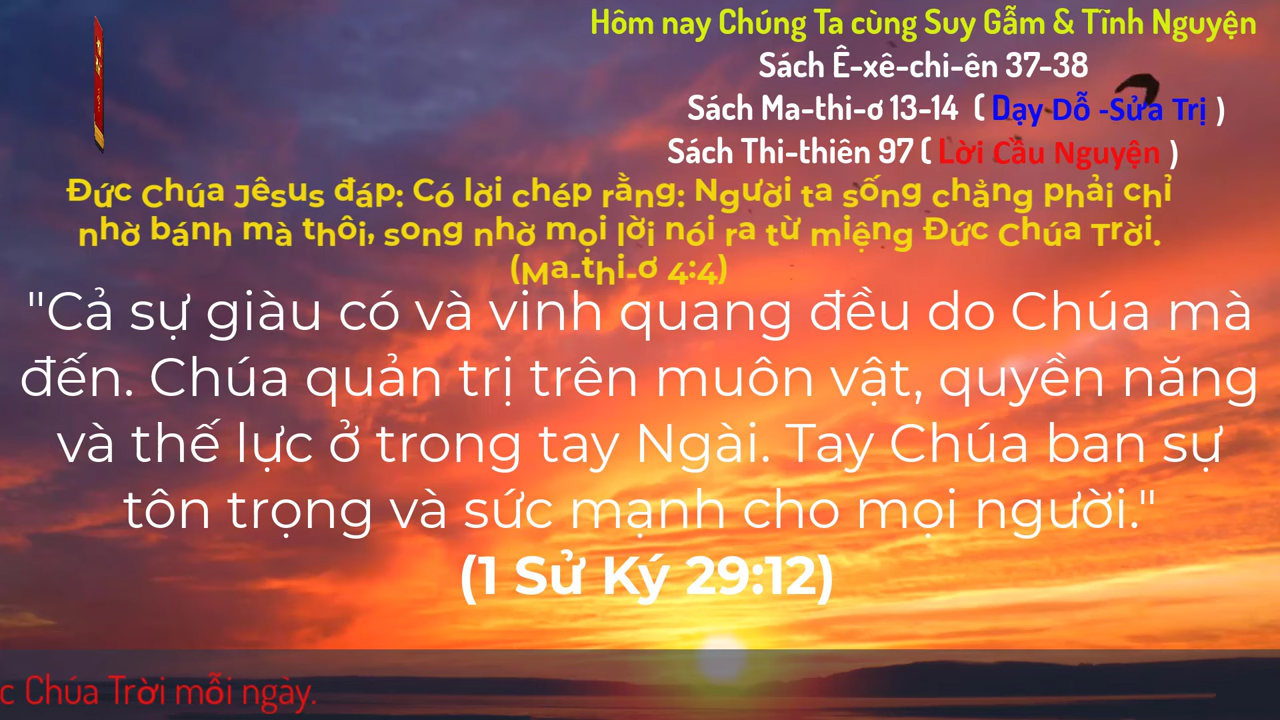 Hôm nay Chúng Ta cùng Suy Gẫm & Tĩnh Nguyện
Sách Ê-xê-chi-ên 37-38
Sách Ma-thi-ơ 13-14 ( Dạy Dỗ -Sửa Trị )
Sách Thi-thiên 97 ( Lời Cầu Nguyện )
Đức Chúa Jêsus đáp: Có lời chép rằng: Người ta sống chẳng phải chỉ
nhờ bánh mà thôi, song nhờ mọi lời nói ra từ miệng Đức Chúa Trời.
(Ma-thi-ơ 4:4)
"Cả sự giàu có và vinh quang đều do Chúa mà
đến. Chúa quản trị trên muôn vật, quyền năng
và thế lực ở trong tay Ngài. Tay Chúa ban sự
tôn trọng và sức mạnh cho mọi người."
(1 Sử Ký 29:12)
c Chúa Trời mỗi ngày.